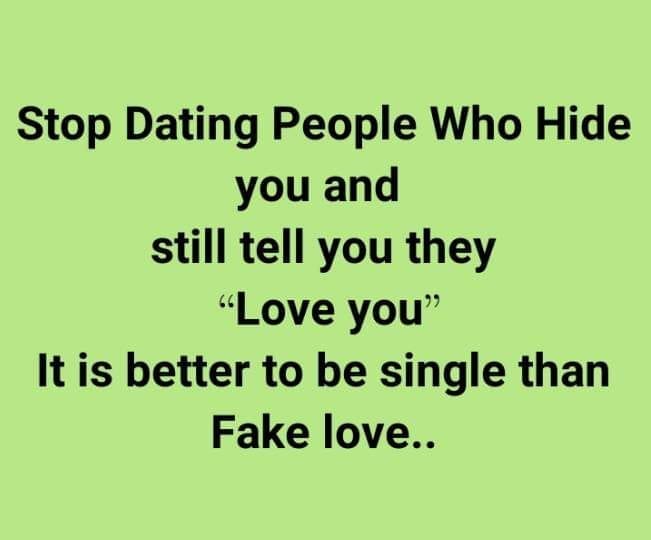 Stop Dating People Who Hide
you and
still tell you they
“Love you”
It is better to be single than
Fake love..